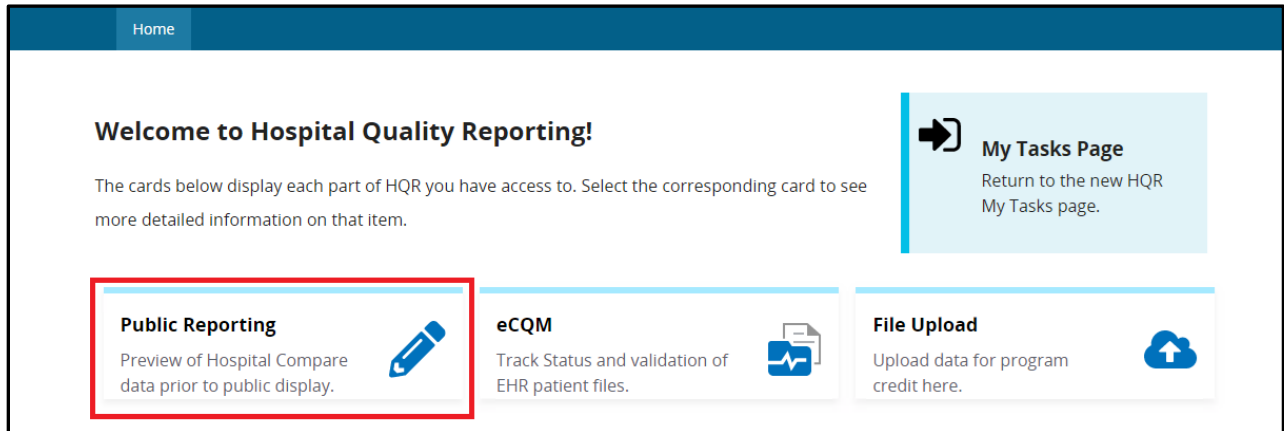 Home
Welcome to Hospital Quality Reporting!
The cards below display each part of HQR you have access to. Select the corresponding card to see
more detailed information on that item.
My Tasks Page
Return to the new HQR
My Tasks page.
Public Reporting
Preview of Hospital Compare
data prior to public display.
eCQM
Track Status and validation of
EHR patient files.
File Upload
Upload data for program
credit here.